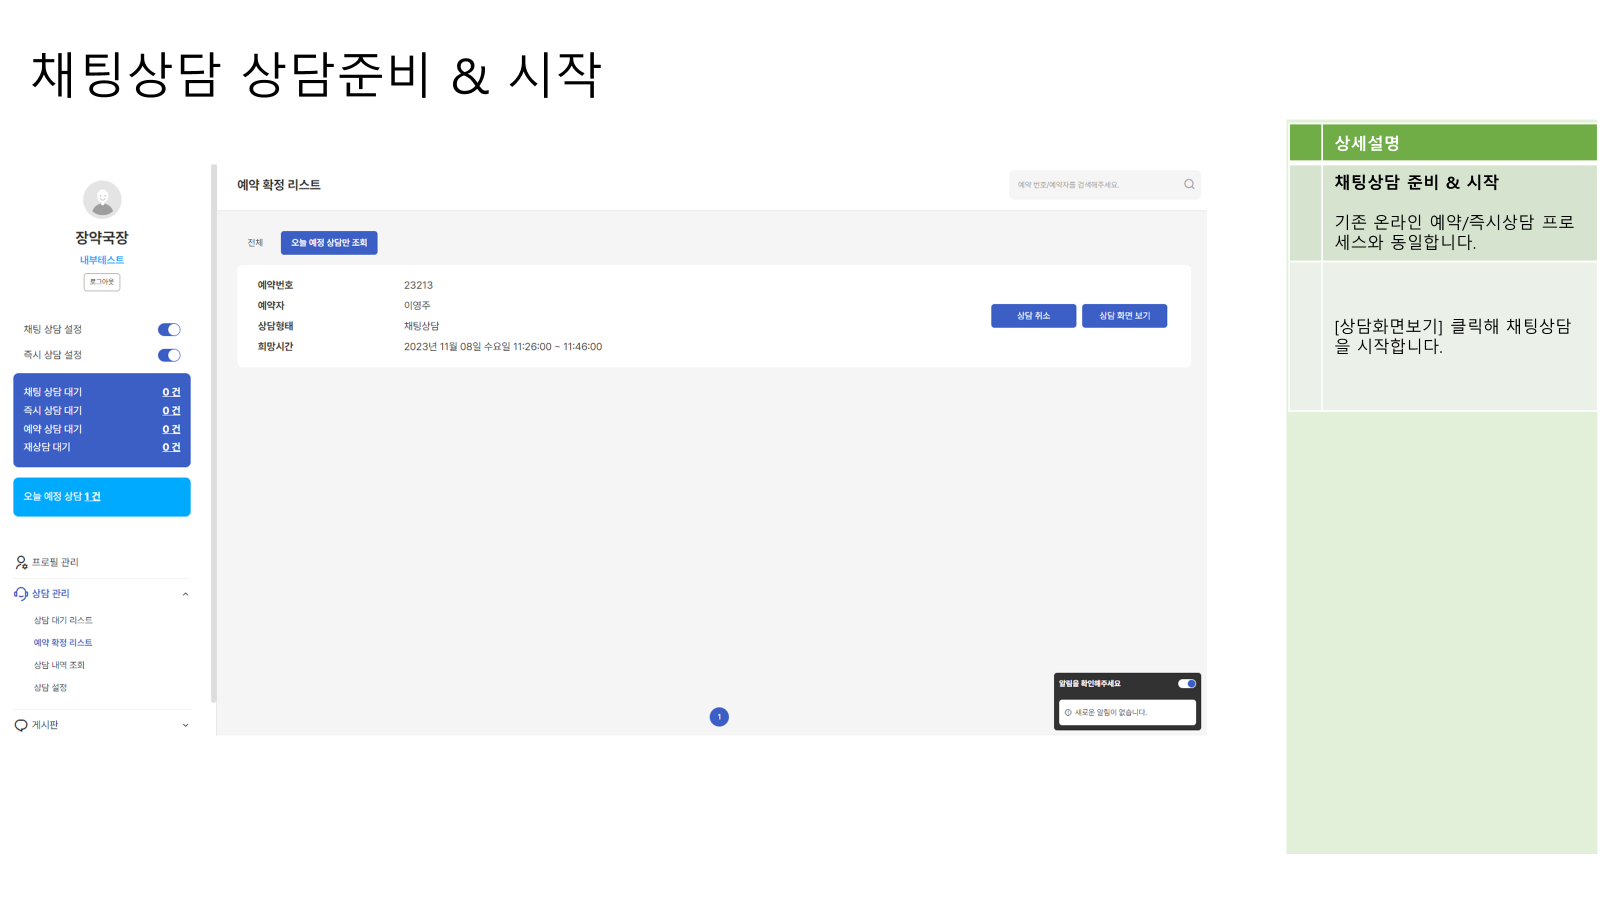 채팅상담 상담준비 & 시작
장약국장
내부테스트
로그아웃
채팅 상담 설정
즉시 상담 설정
채팅 상담 대기 0 건
즉시 상담 대기 0 건
예약 상담 대기 0 건
재상담 대기 0 건
오늘 예정 상담 1 건
프로필 관리
상담 관리
상담 대기 리스트
예약 확정 리스트
상담 내역 조회
상담 설정
게시판
예약 확정 리스트
예약 번호/예약자를 검색해주세요.
전체 오늘 예정 상담만 조회
예약번호 23213
예약자 이영주
상담형태 채팅상담
희망시간 2023년 11월 08일 수요일 11:26:00 ~ 11:46:00
상담 취소 상담 화면 보기
1
알림을 확인해주세요
새로운 알림이 없습니다.
상세설명
채팅상담 준비 & 시작
기존 온라인 예약/즉시상담 프로
세스와 동일합니다.
[상담화면보기] 클릭해 채팅상담
을 시작합니다.